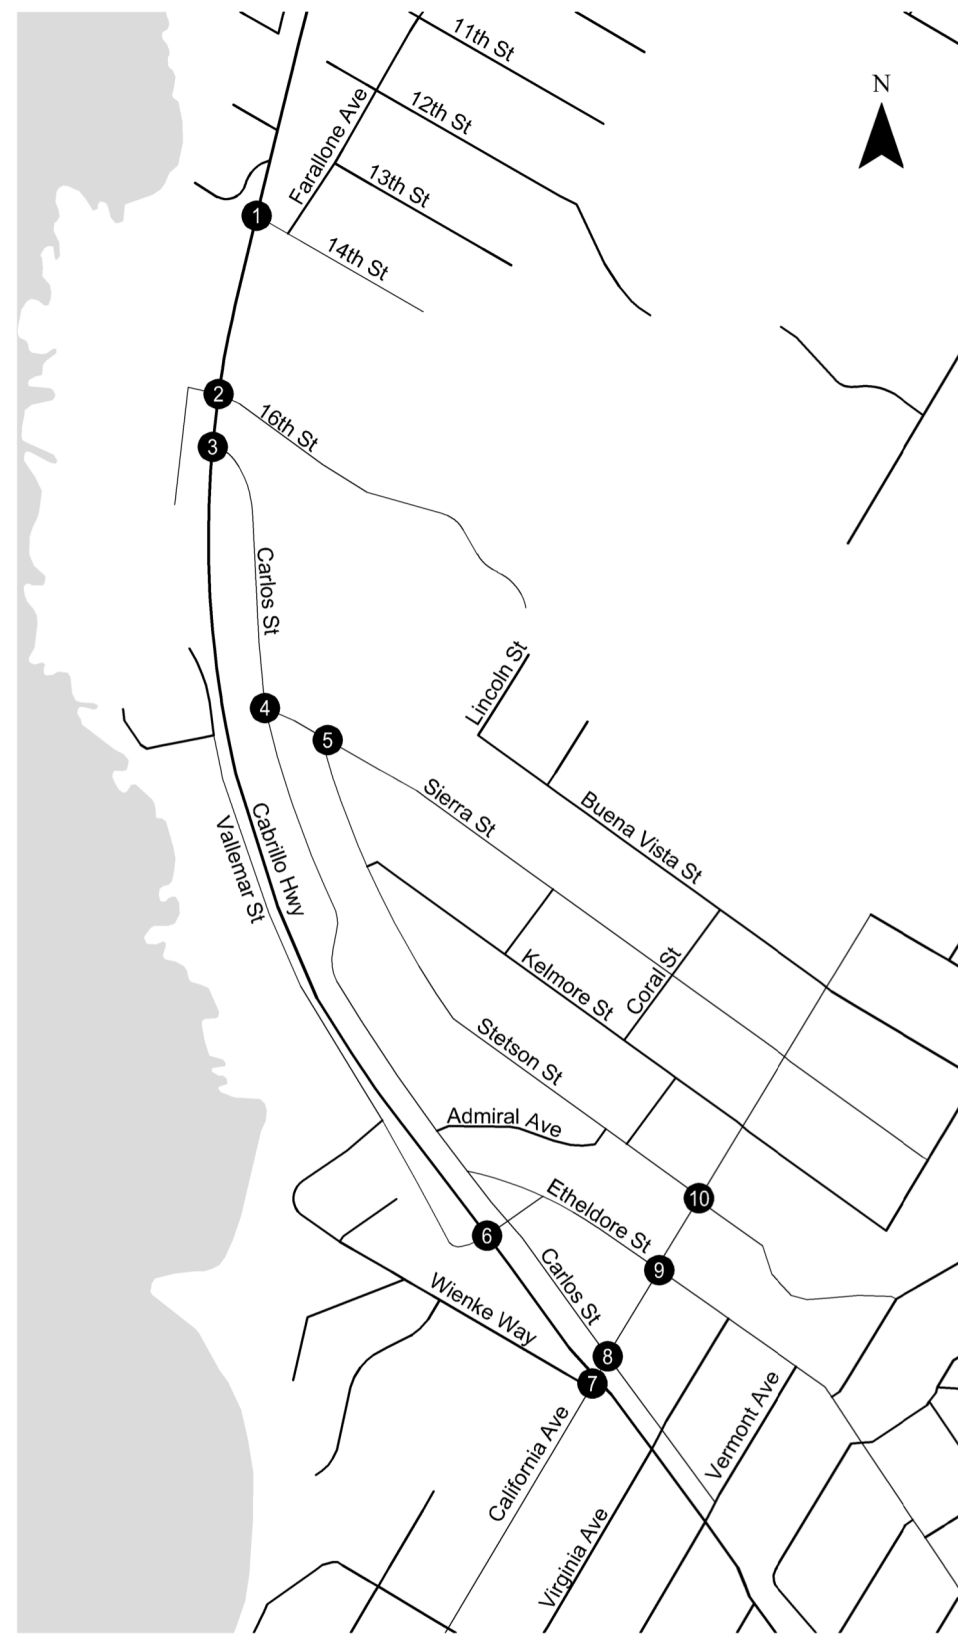 11th St
N
12th St
Farallone Ave
13th St
1
14th St
2
16th St
3
Carlos St
Lincoln St
4
5
Sierra St
Buena Vista St
Cabrillo Hwy
Vallemar St
Kelmore St
Coral St
Stetson St
Admiral Ave
10
Etheldore St
6
9
Carlos St
Wienke Way
8
7
Vermont Ave
California Ave
Virginia Ave